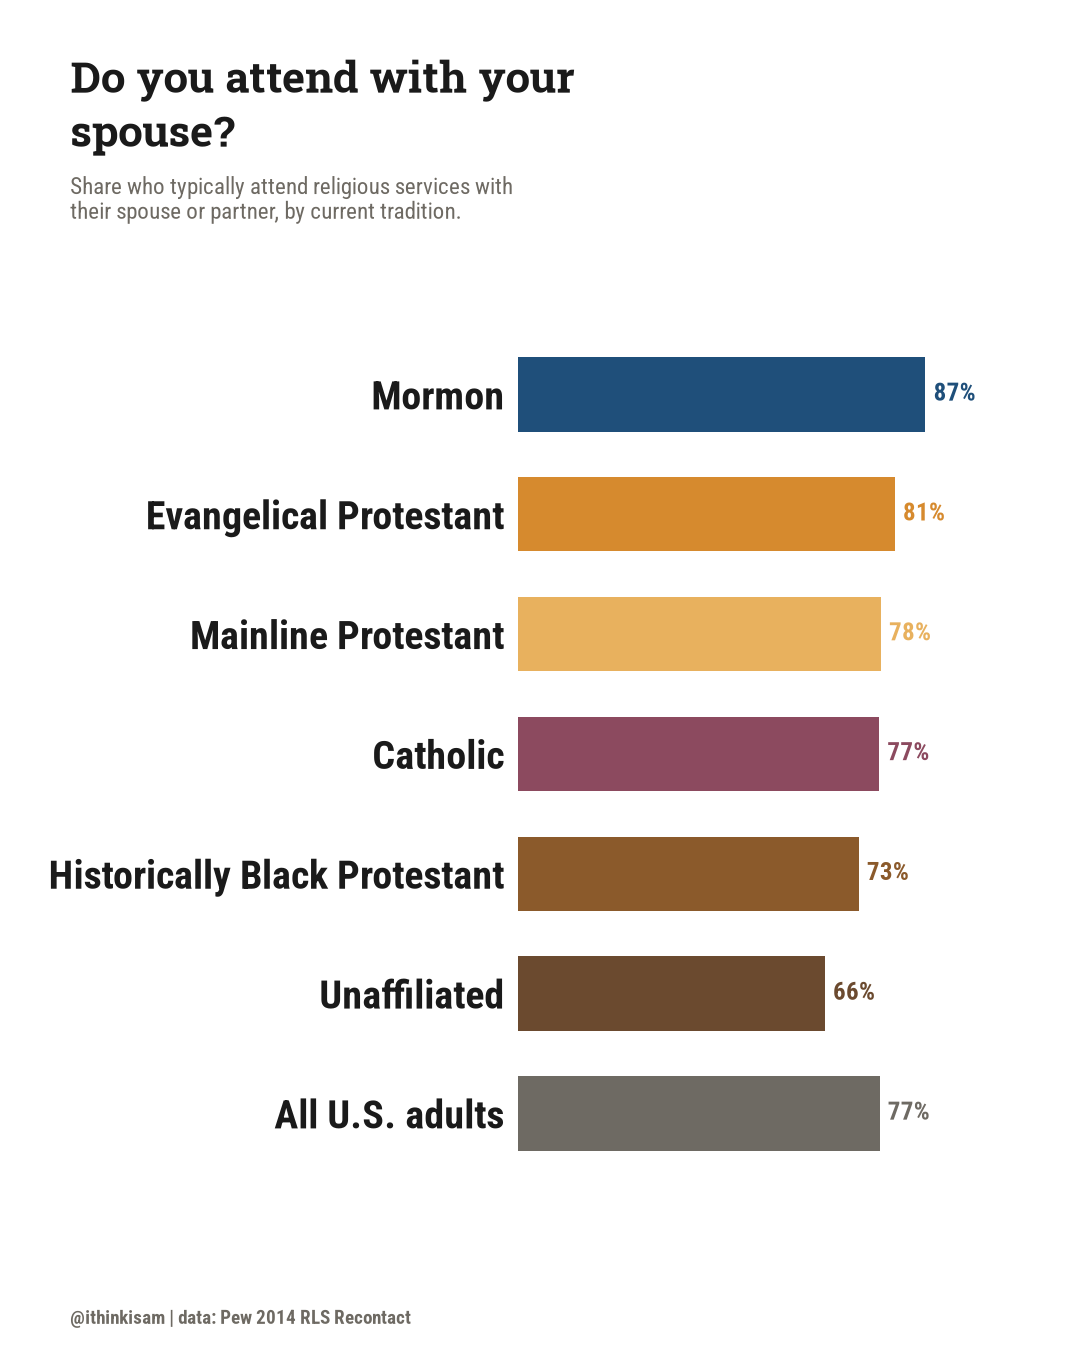 Do you attend with your
spouse?
Share who typically attend religious services with
their spouse or partner, by current tradition.
Mormon 87%
Evangelical Protestant 81%
Mainline Protestant 78%
Catholic 77%
Historically Black Protestant 73%
Unaffiliated 66%
All U.S. adults 77%
@ithinkisam | data: Pew 2014 RLS Recontact